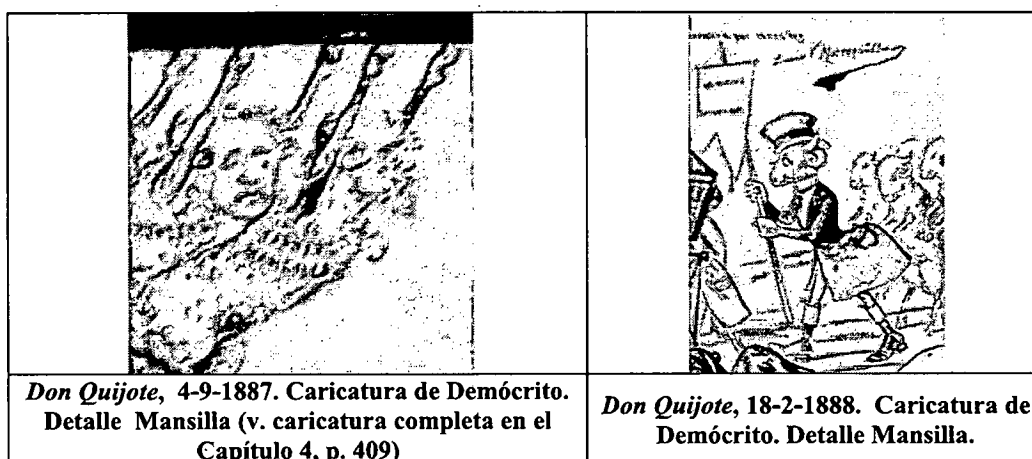 Don Quijote, 4-9-1887. Caricatura de Demócrito.
Detalle Mansilla (v. caricatura completa en el
Capítulo 4, p. 409)
Don Quijote, 18-2-1888. Caricatura de
Demócrito. Detalle Mansilla.